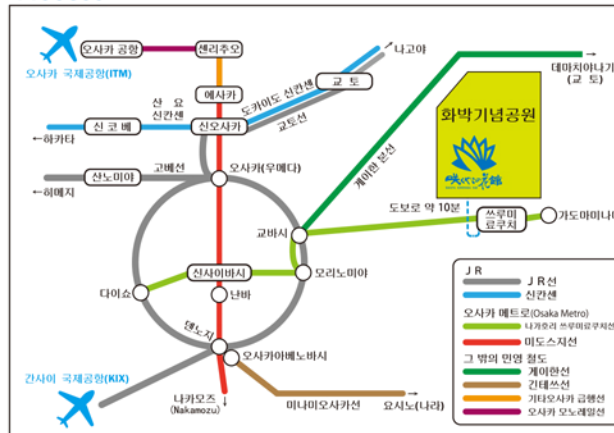 오사카 공항
센리추오
오사카 국제공항(ITM)
에사카
도카이도 신칸센
교 토
나고야
데마치야나기
(교 토)
산 요
신칸센
신 코 베
신오사카
교토선
←하카타
고베선
산노미야
오사카(우메다)
←히메지
게이한 본선
화박기념공원
교바시
도보로 약 10분
쓰루미
료쿠치
가도마미나미
신사이바시
모리노미야
다이쇼
난바
텐노지
오사카아베노바시
간사이 국제공항(KIX)
나카모즈
(Nakamozu)
미나미오사카선
요시노(나라)
J R
J R선
신칸센
오사카 메트로(Osaka Metro)
나가호리 쓰루미료쿠치선
미도스지선
그 밖의 민영 철도
게이한선
긴테쓰선
기타오사카 급행선
오사카 모노레일선